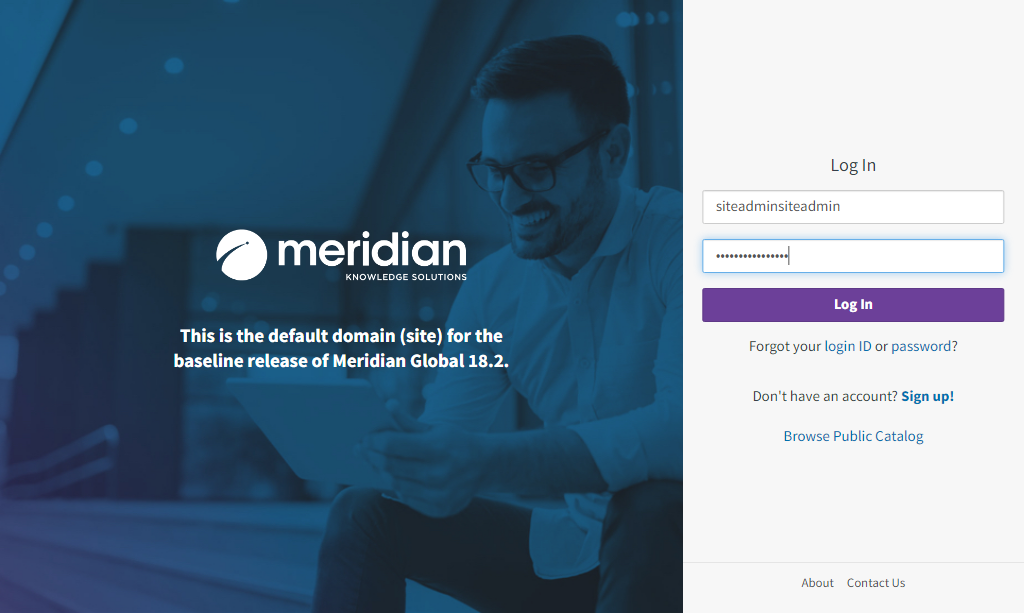 meridian
KNOWLEDGE SOLUTIONS
This is the default domain (site) for the
baseline release of Meridian Global 18.2.
Log In
siteadminsiteadmin
••••••••••••••••
Log In
Forgot your login ID or password?
Don't have an account? Sign up!
Browse Public Catalog
About Contact Us